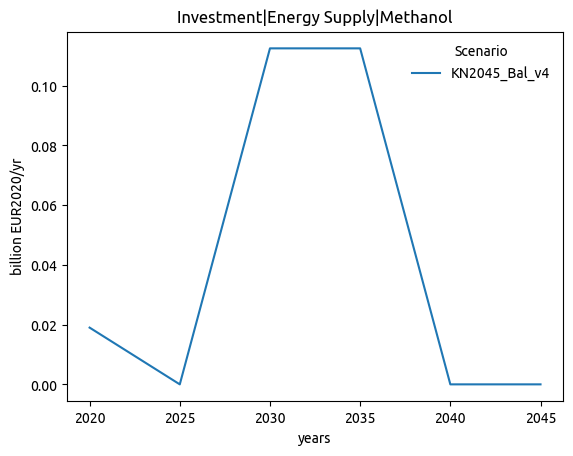 Investment|Energy Supply|Methanol
Scenario
KN2045_Bal_v4
0.10
0.08
0.06
0.04
0.02
0.00
billion EUR2020/yr
2020 2025 2030 2035 2040 2045
years